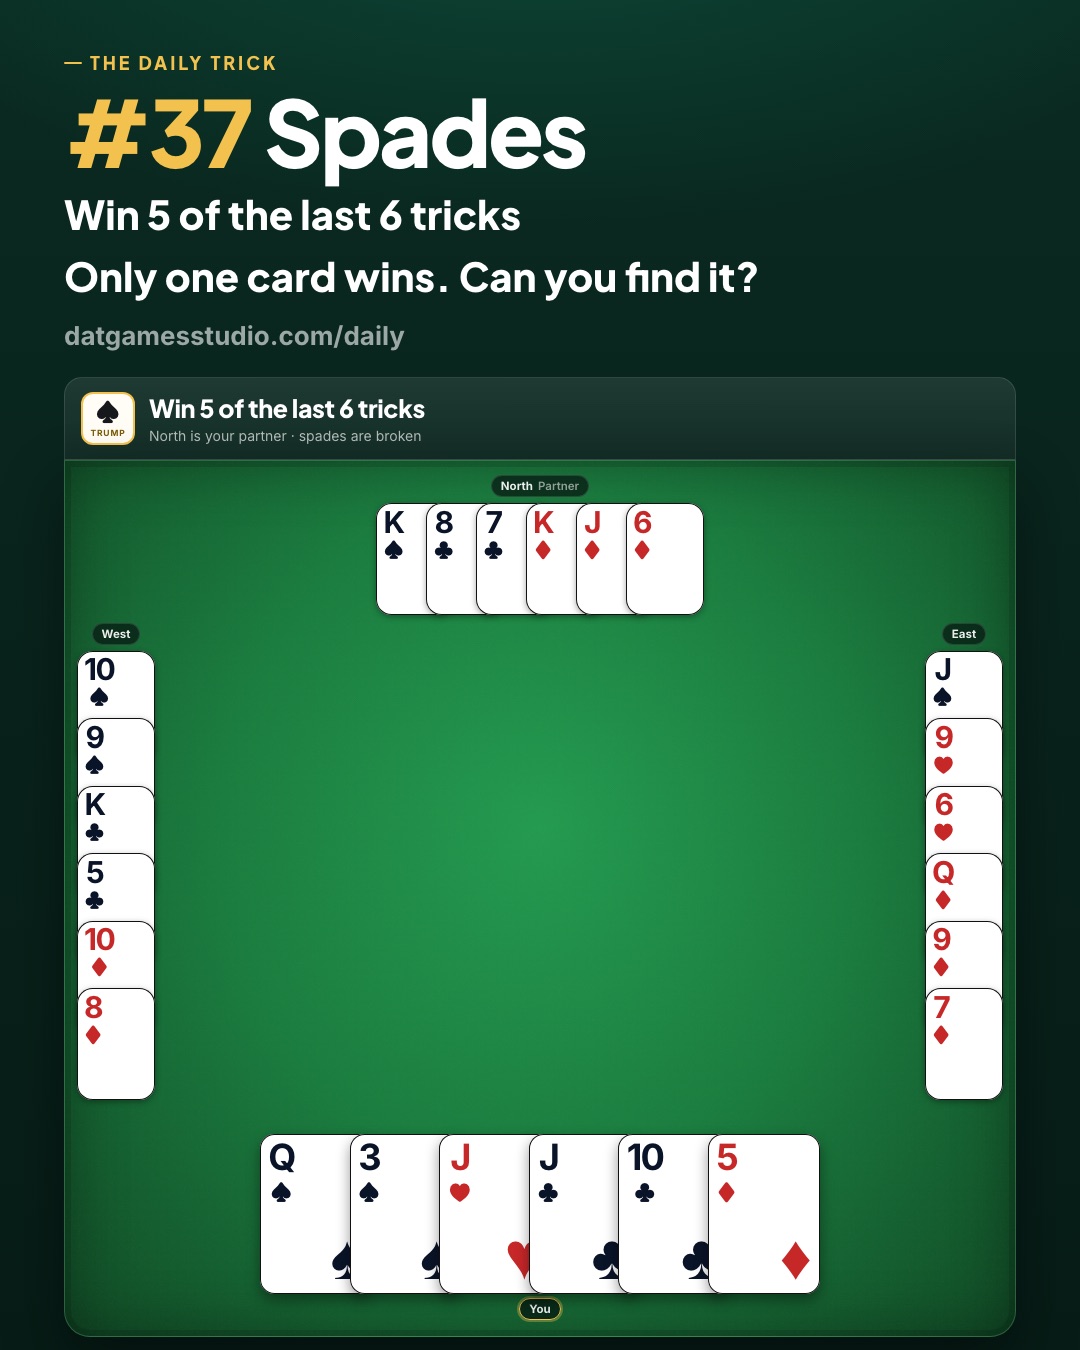 — THE DAILY TRICK
#37 Spades
Win 5 of the last 6 tricks
Only one card wins. Can you find it?
datgamesstudio.com/daily
TRUMP
Win 5 of the last 6 tricks
North is your partner · spades are broken
North Partner
K 8 7 K J 6
West
10
9
K
5
10
8
East
J
9
6
Q
9
7
Q 3 J J 10 5
You